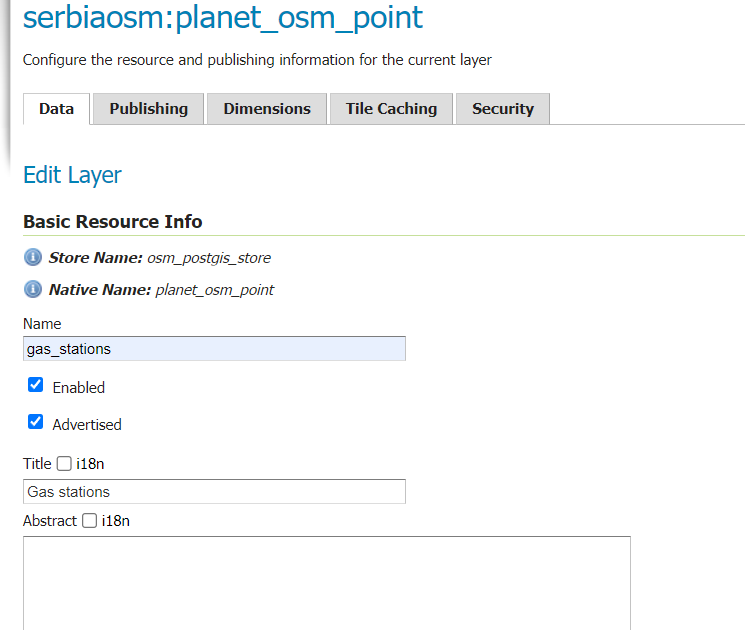 serbiaosm:planet_osm_point
Configure the resource and publishing information for the current layer
Data Publishing Dimensions Tile Caching Security
Edit Layer
Basic Resource Info
Store Name: osm_postgis_store
Native Name: planet_osm_point
Name
gas_stations
Enabled
Advertised
Title i18n
Gas stations
Abstract i18n